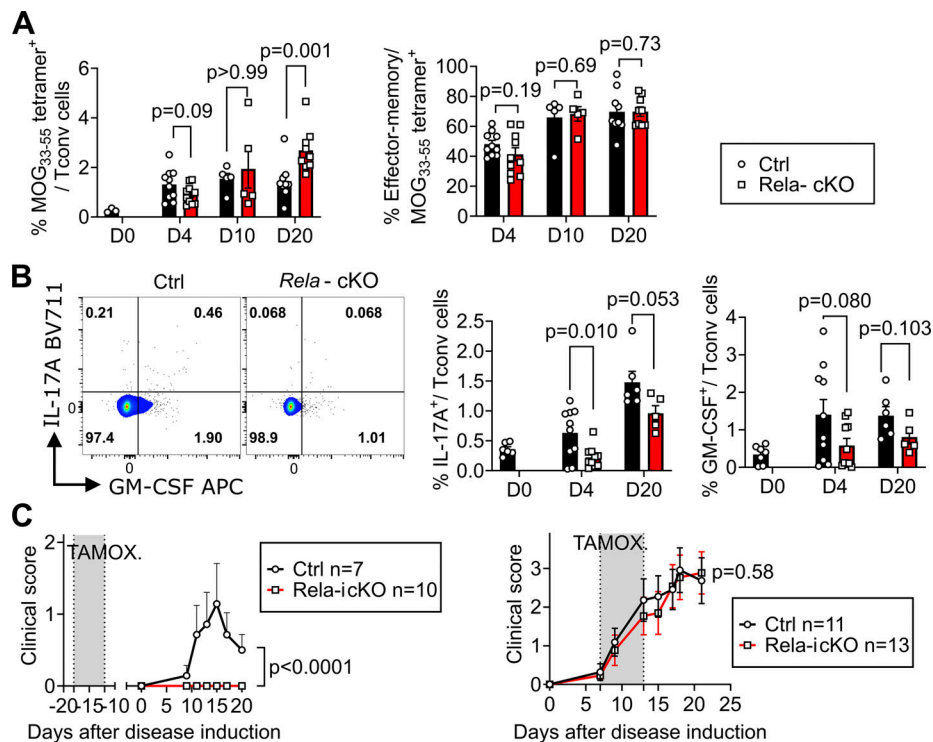 A
% MOG33-55 tetramer+
/ Tconv cells
6
4
2
0
p=0.09
p>0.99
p=0.001
D0
D4
D10
D20
% Effector-memory/
MOG33-55 tetramer+
100
80
60
40
20
0
p=0.19
p=0.69
p=0.73
D4
D10
D20
Ctrl
Rela- cKO
B
Ctrl
Rela - cKO
IL-17A BV711
0.21
0.46
97.4
1.90
0.068
0.068
98.9
1.01
0
0
0
GM-CSF APC
% IL-17A+/ Tconv cells
2.5
2.0
1.5
1.0
0.5
0.0
p=0.010
p=0.053
D0
D4
D20
% GM-CSF+/ Tconv cells
4
3
2
1
0
p=0.080
p=0.103
D0
D4
D20
C
Clinical score
2
1
0
TAMOX.
Ctrl n=7
Rela-icKO n=10
p<0.0001
-20
-15
-10
0
5
10
15
20
Days after disease induction
Clinical score
3
2
1
0
TAMOX.
p=0.58
Ctrl n=11
Rela-icKO n=13
0
5
10
15
20
25
Days after disease induction